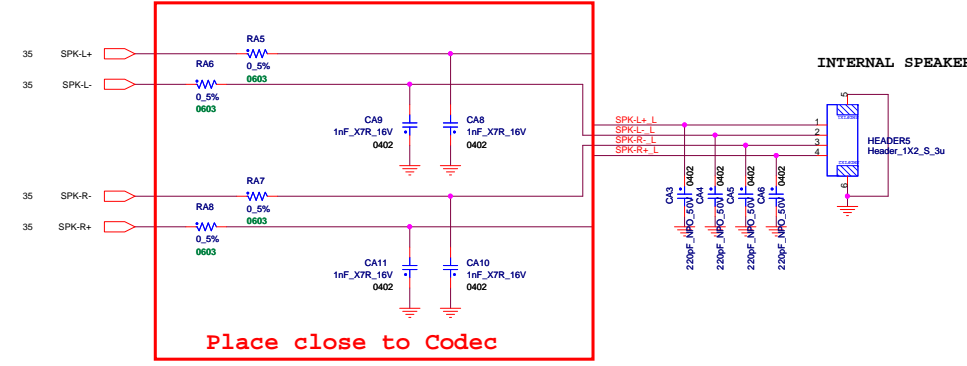 35 SPK-L+
RA5
0_5%
0603
35 SPK-L-
RA6
0_5%
0603
CA9
1nF_X7R_16V
0402
CA8
1nF_X7R_16V
0402
35 SPK-R-
RA7
0_5%
0603
35 SPK-R+
RA8
0_5%
0603
CA11
1nF_X7R_16V
0402
CA10
1nF_X7R_16V
0402
Place close to Codec
INTERNAL SPEAKER
SPK-L+_L
SPK-L-_L
SPK-R-_L
SPK-R+_L
CA3
220pF_NPO_50V
0402
CA4
220pF_NPO_50V
0402
CA5
220pF_NPO_50V
0402
CA6
220pF_NPO_50V
0402
1
2
3
4
5
6
HEADER5
Header_1X2_S_3u